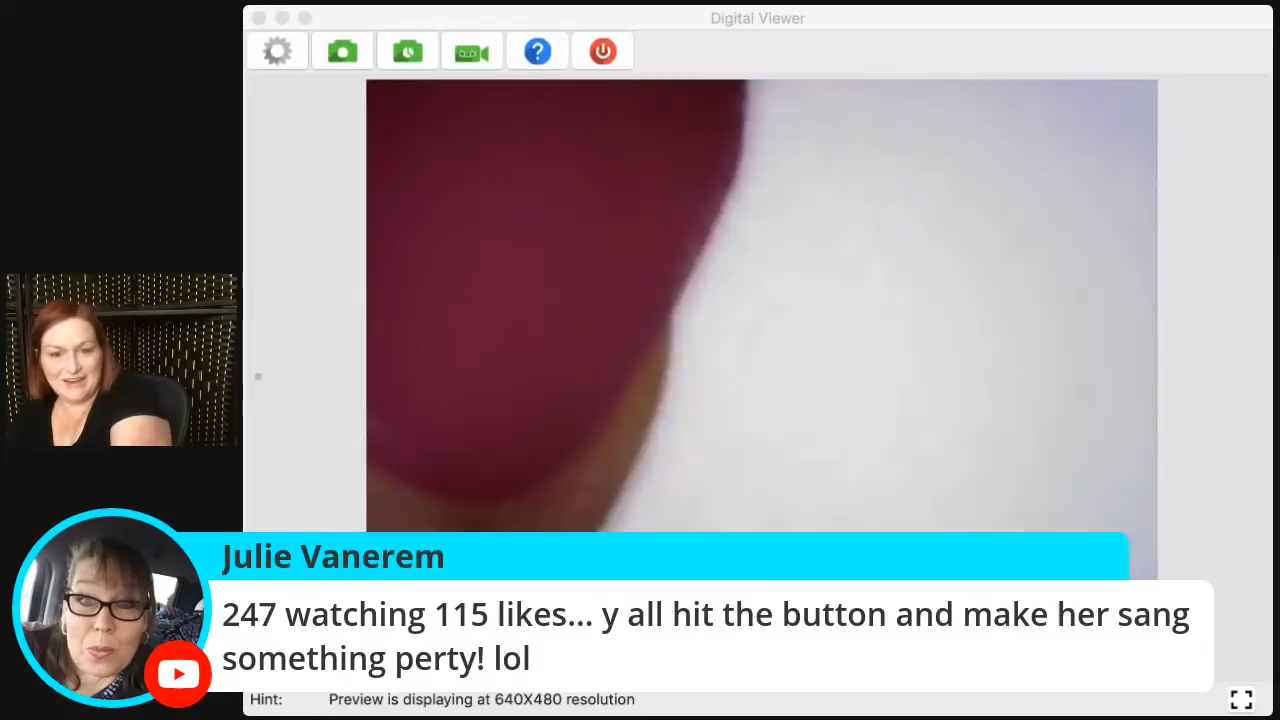 Digital Viewer
Julie Vanerem
247 watching 115 likes... y all hit the button and make her sang
something perty! lol
Hint: Preview is displaying at 640X480 resolution